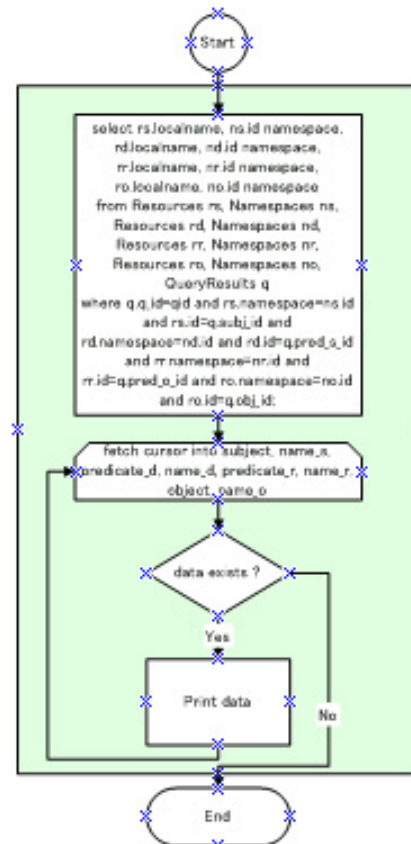 Start
select rs.localname, ns.id namespace,
rd.localname, nd.id namespace,
rr.localname, nr.id namespace,
ro.localname, no.id namespace
from Resources rs, Namespaces ns,
Resources rd, Namespaces nd,
Resources rr, Namespaces nr,
Resources ro, Namespaces no,
QueryResults q
where q.q_id=qid and rs.namespace=ns.id
and rs.id=q.subj_id and
rd.namespace=nd.id and rd.id=q.pred_s_id
and rr.namespace=nr.id and
rr.id=q.pred_o_id and ro.namespace=no.id
and ro.id=q.obj_id;
fetch cursor into subject, name_s,
predicate_d, name_d, predicate_r, name_r,
object, name_o
data exists ?
Yes
Print data
No
End